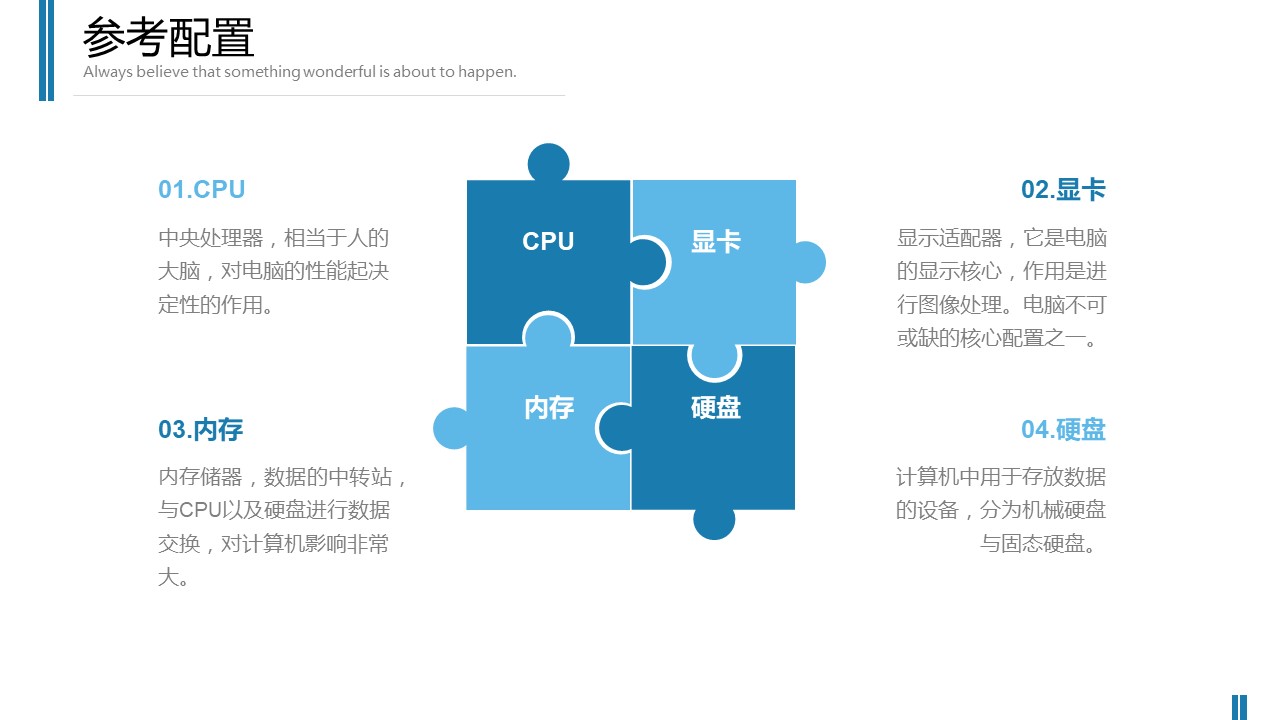 参考配置
Always believe that something wonderful is about to happen.
01.CPU
中央处理器，相当于人的
大脑，对电脑的性能起决
定性的作用。
02.显卡
显示适配器，它是电脑
的显示核心，作用是进
行图像处理。电脑不可
或缺的核心配置之一。
CPU
显卡
内存
硬盘
03.内存
内存储器，数据的中转站，
与CPU以及硬盘进行数据
交换，对计算机影响非常
大。
04.硬盘
计算机中用于存放数据
的设备，分为机械硬盘
与固态硬盘。